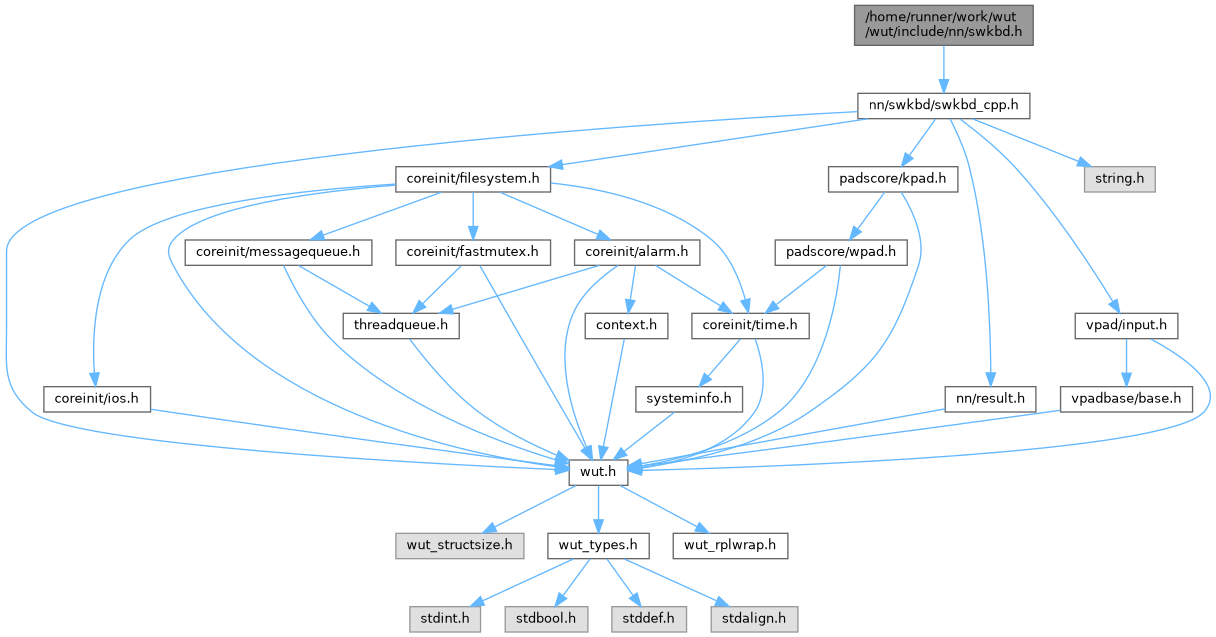 /home/runner/work/wut
/wut/include/nn/swkbd.h
nn/swkbd/swkbd_cpp.h
coreinit/filesystem.h
padscore/kpad.h
string.h
coreinit/messagequeue.h
coreinit/fastmutex.h
coreinit/alarm.h
padscore/wpad.h
threadqueue.h
context.h
coreinit/time.h
vpad/input.h
coreinit/ios.h
systeminfo.h
nn/result.h
vpadbase/base.h
wut.h
wut_structsize.h
wut_types.h
wut_rplwrap.h
stdint.h
stdbool.h
stddef.h
stdalign.h